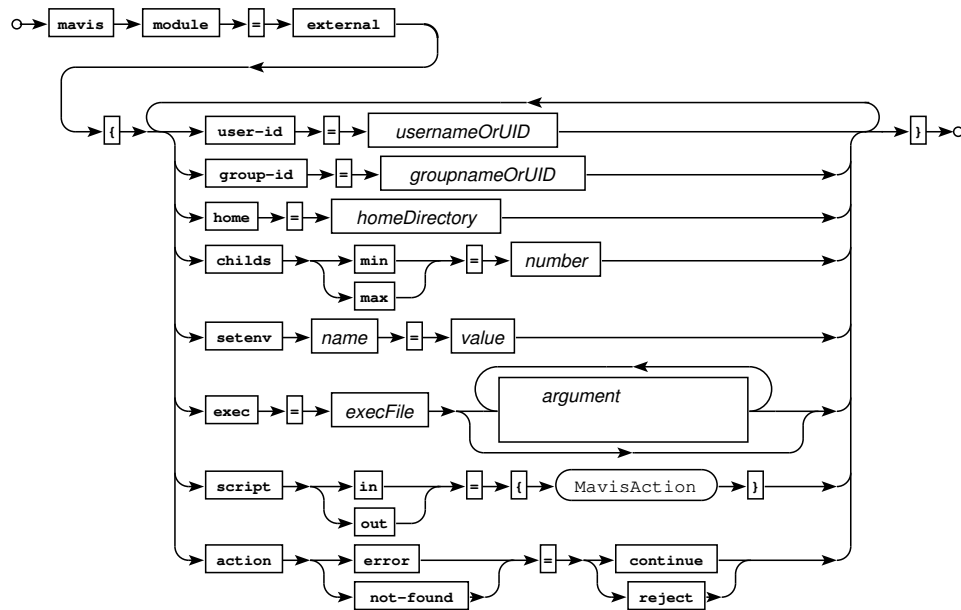 mavis module = external
{ user-id = usernameOrUID }
group-id = groupnameOrUID
home = homeDirectory
childs min = number
max
setenv name = value
argument
exec = execFile
script in = { MavisAction }
out
action error = continue
not-found reject